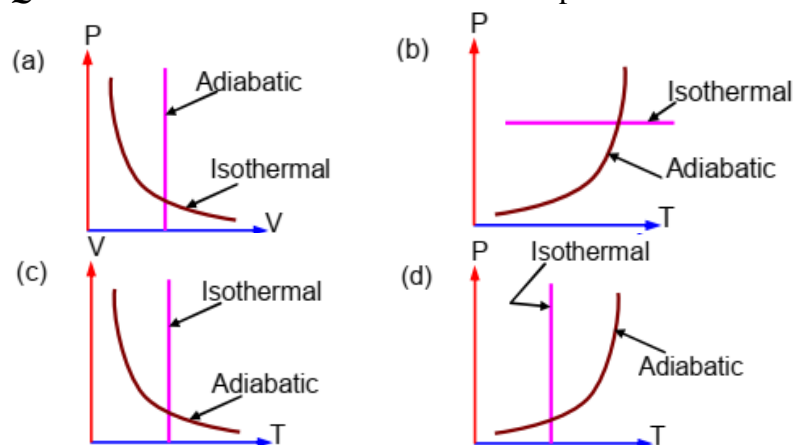 (a)
P
Adiabatic
Isothermal
V
(b)
P
Isothermal
Adiabatic
T
(c)
V
Isothermal
Adiabatic
T
(d)
P
Isothermal
Adiabatic
T